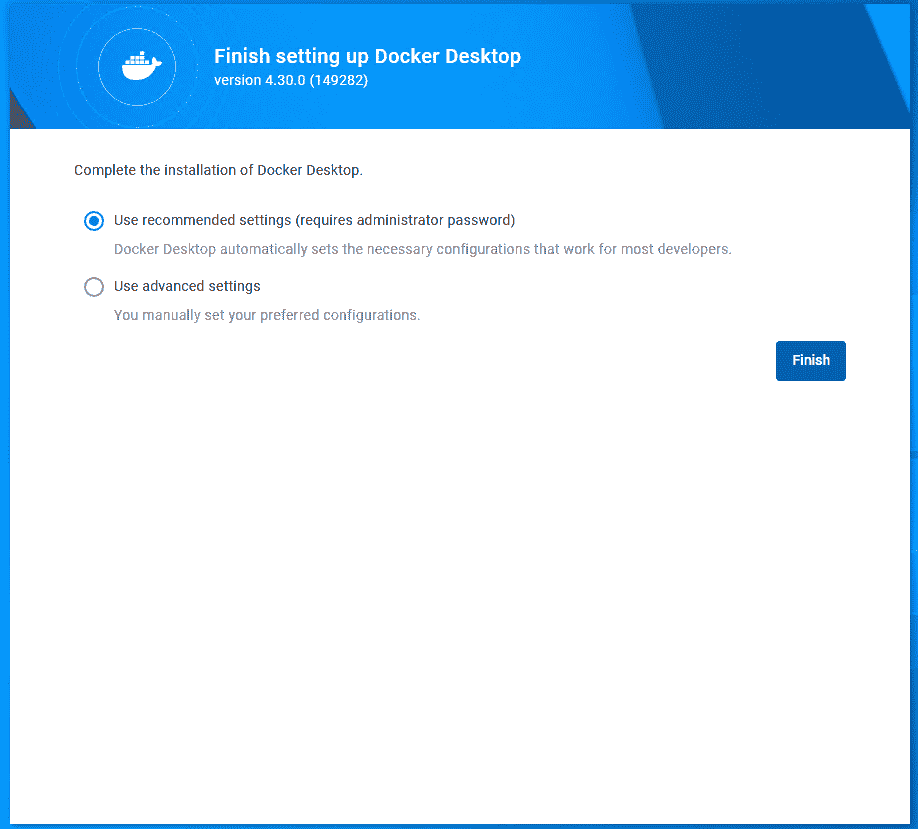 Finish setting up Docker Desktop
version 4.30.0 (149282)
Complete the installation of Docker Desktop.
Use recommended settings (requires administrator password)
Docker Desktop automatically sets the necessary configurations that work for most developers.
Use advanced settings
You manually set your preferred configurations.
Finish